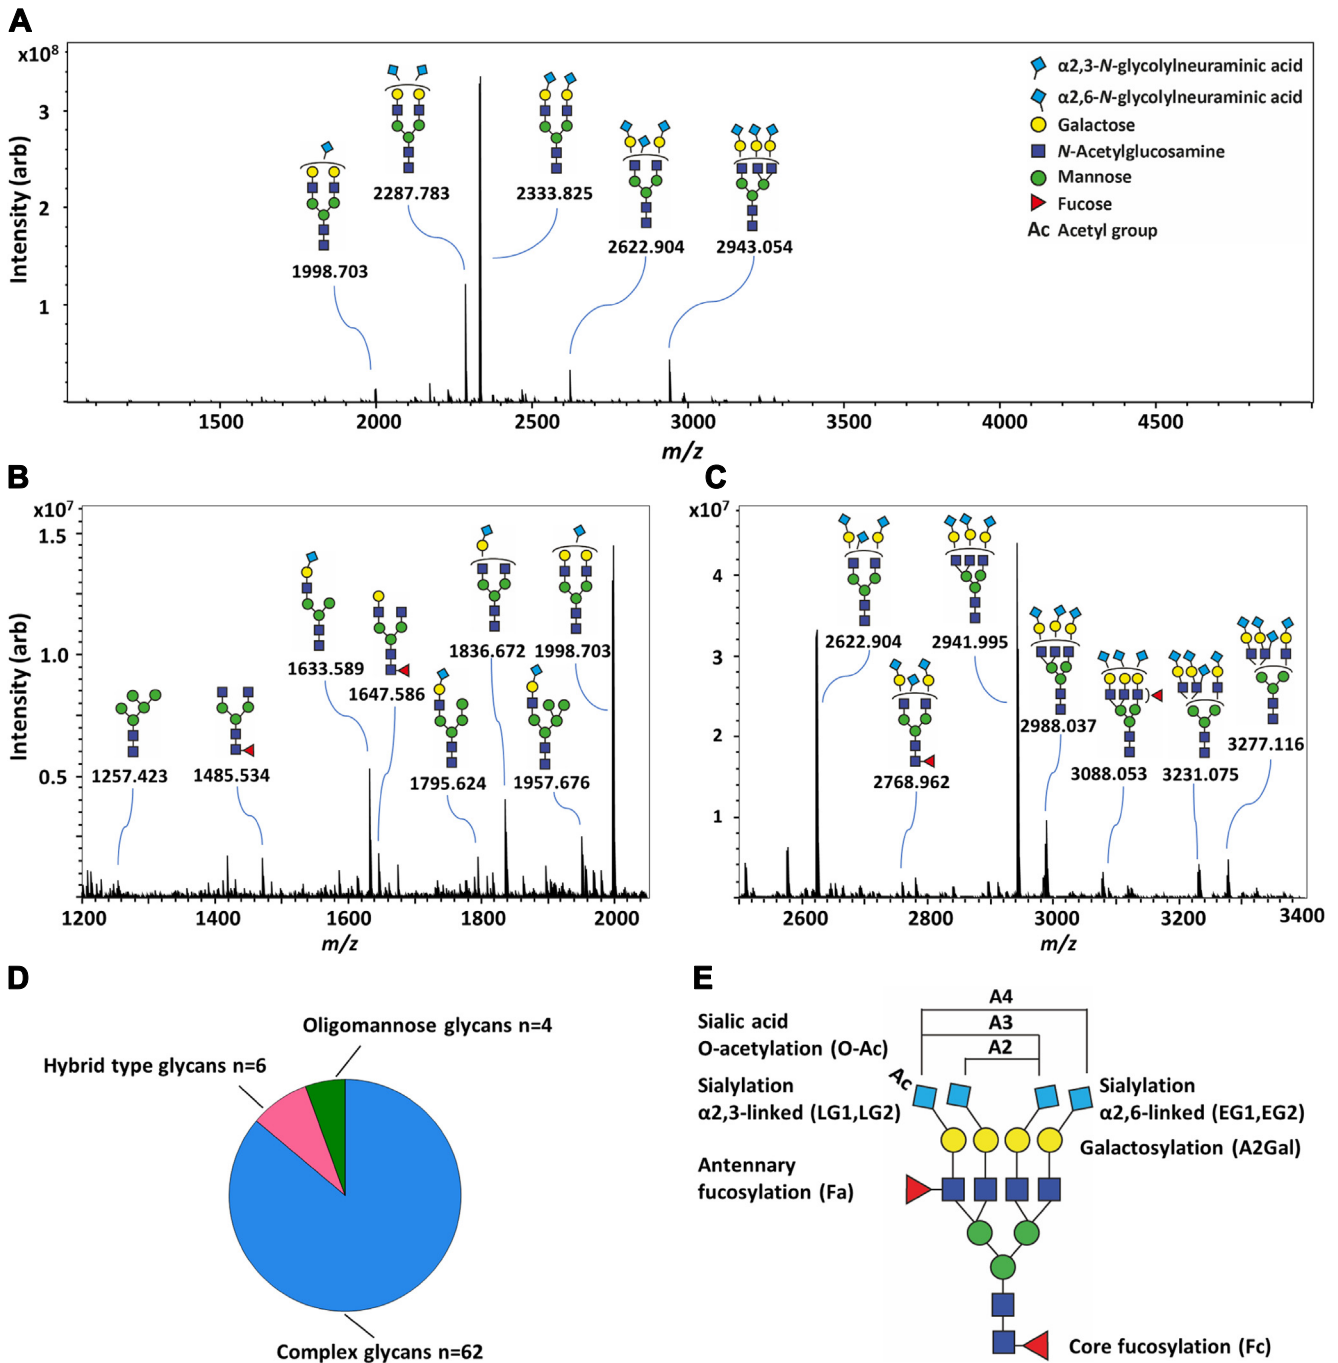 A
x10⁸
3
2
1
Intensity (arb)
1998.703
2287.783
2333.825
2622.904
2943.054
α2,3-N-glycolylneuraminic acid
α2,6-N-glycolylneuraminic acid
Galactose
N-Acetylglucosamine
Mannose
Fucose
Ac Acetyl group
1500 2000 2500 3000 3500 4000 4500
m/z
B
x10⁷
1.5
1.0
0.5
Intensity (arb)
1257.423
1485.534
1633.589
1647.586
1836.672
1998.703
1795.624
1957.676
1200 1400 1600 1800 2000
m/z
C
x10⁷
4
3
2
1
2622.904
2941.995
2768.962
2988.037
3088.053
3231.075
3277.116
2600 2800 3000 3200 3400
m/z
D
Oligomannose glycans n=4
Hybrid type glycans n=6
Complex glycans n=62
E
A4
A3
A2
Sialic acid
O-acetylation (O-Ac)
Ac
Sialylation
α2,3-linked (LG1,LG2)
Sialylation
α2,6-linked (EG1,EG2)
Galactosylation (A2Gal)
Antennary
fucosylation (Fa)
Core fucosylation (Fc)